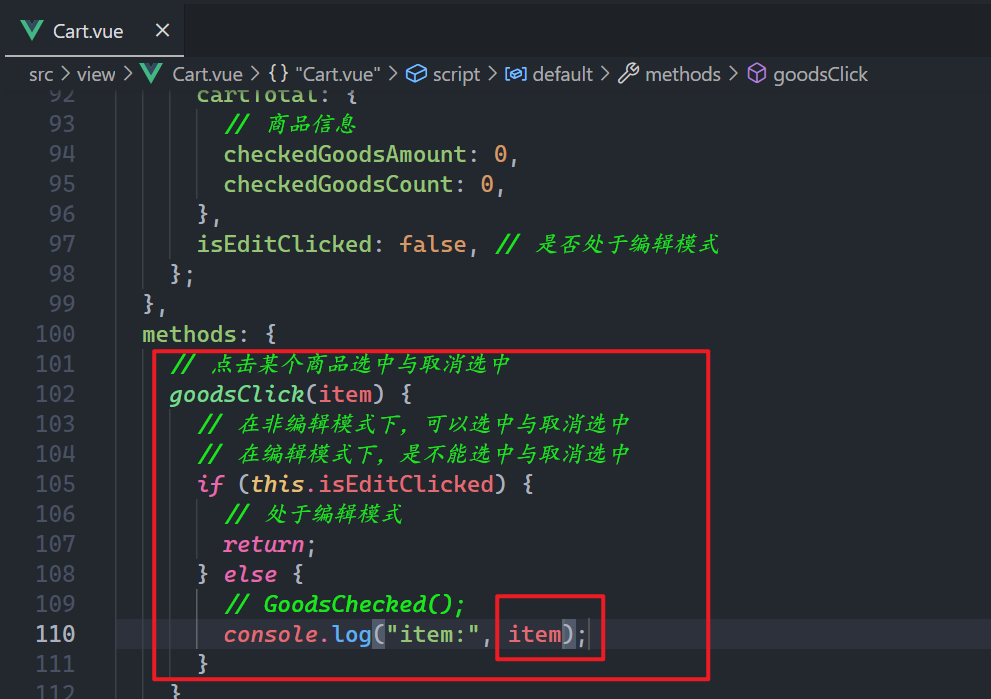 Cart.vue ×
src > view > Cart.vue > {} "Cart.vue" > script > default > methods > goodsClick
92 cartTotal: {
93 // 商品信息
94 checkedGoodsAmount: 0,
95 checkedGoodsCount: 0,
96 },
97 isEditClicked: false, // 是否处于编辑模式
98 };
99 },
100 methods: {
101 // 点击某个商品选中与取消选中
102 goodsClick(item) {
103 // 在非编辑模式下，可以选中与取消选中
104 // 在编辑模式下，是不能选中与取消选中
105 if (this.isEditClicked) {
106 // 处于编辑模式
107 return;
108 } else {
109 // GoodsChecked();
110 console.log("item:", item);
111 }
112 }